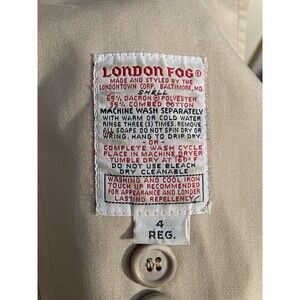 LONDON FOG®
MADE AND STYLED BY THE
LONDONTOWN CORP. BALTIMORE, MD.
SHELL
65% DACRON® POLYESTER
35% COMBED COTTON
MACHINE WASH SEPARATELY
WITH WARM OR COLD WATER
RINSE THREE (3) TIMES. REMOVE
ALL SOAPS. DO NOT SPIN DRY OR
WRING. HANG TO DRIP DRY.
- OR -
COMPLETE WASH CYCLE
PLACE IN MACHINE DRYER
TUMBLE DRY AT 160° F
DO NOT USE BLEACH
DRY CLEANABLE
WASHING AND COOL IRON
TOUCH UP RECOMMENDED
FOR APPEARANCE AND LONGER
LASTING REPELLENCY
4
REG.